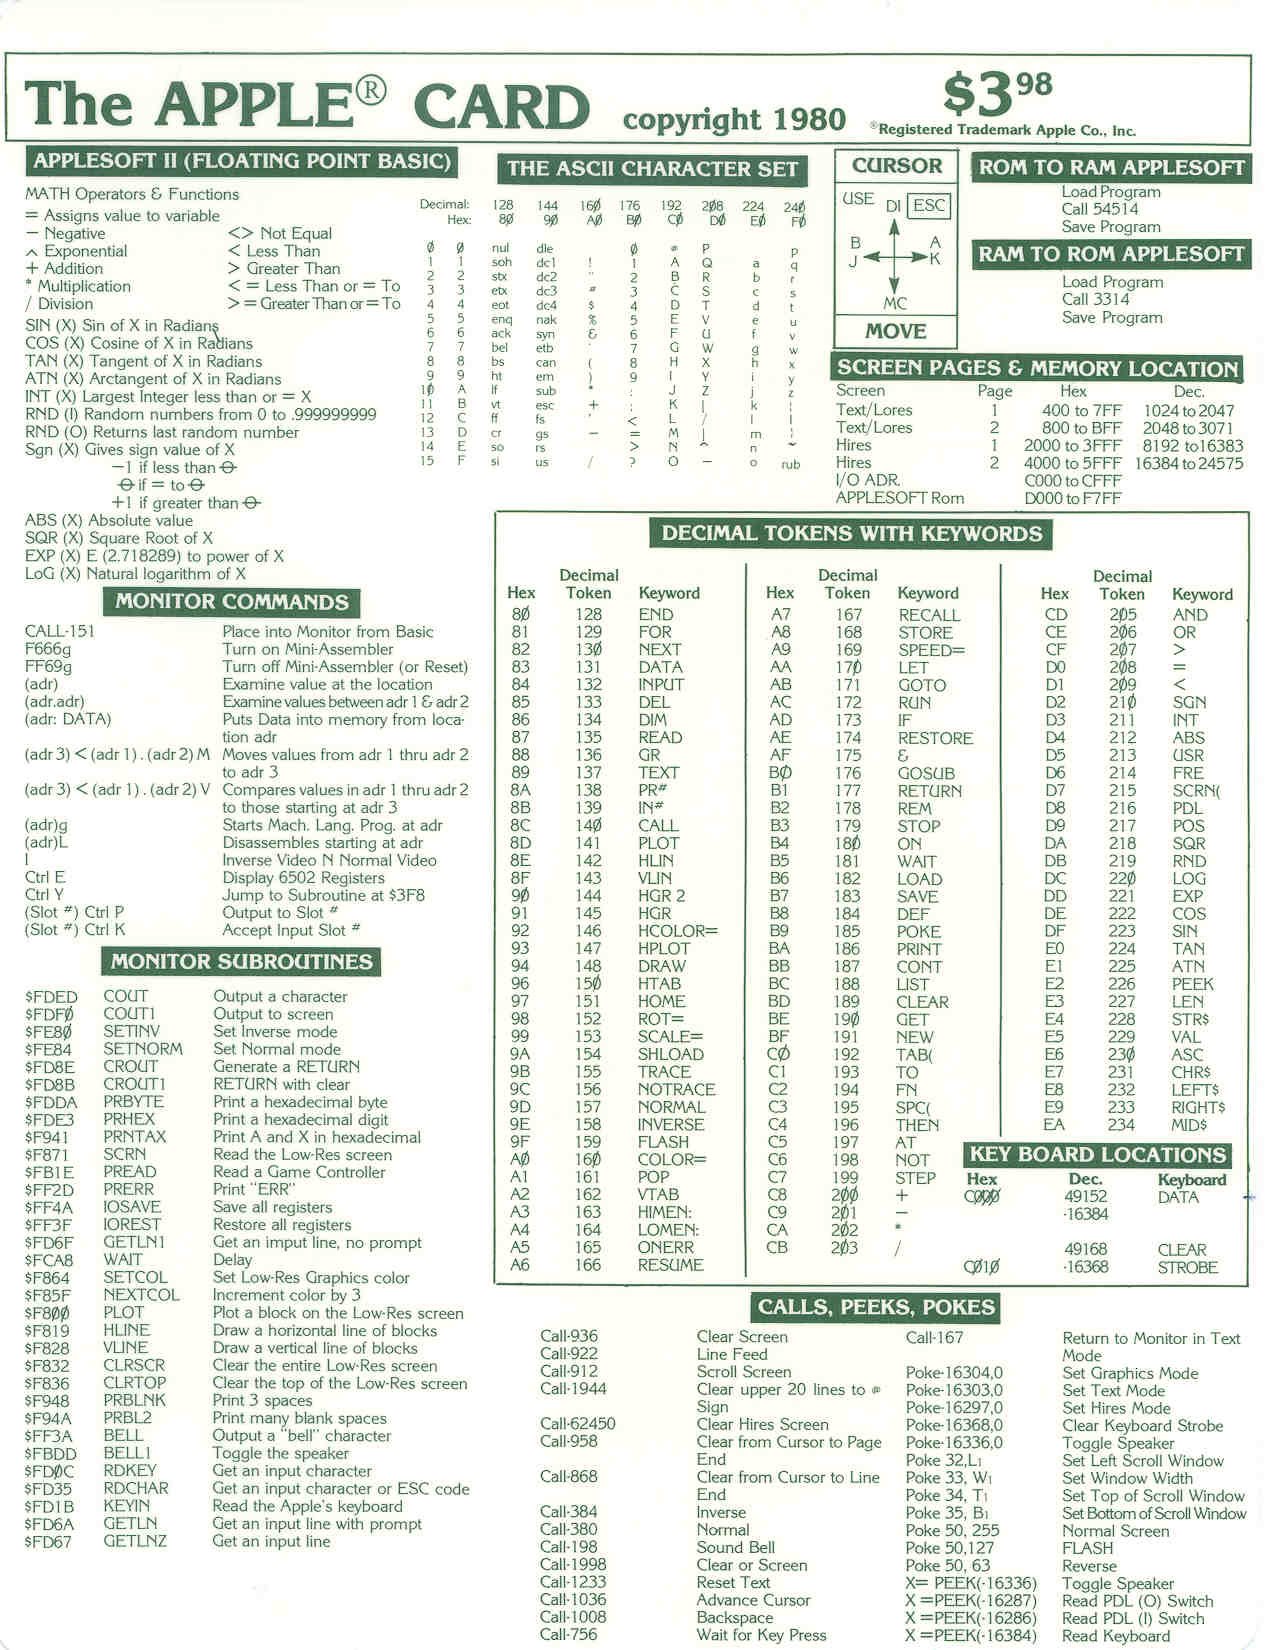 The APPLE® CARD copyright 1980 $3.98
®Registered Trademark Apple Co., Inc.
APPLESOFT II (FLOATING POINT BASIC)
MATH Operators & Functions
= Assigns value to variable
− Negative <> Not Equal
^ Exponential < Less Than
+ Addition > Greater Than
* Multiplication < = Less Than or = To
/ Division > = Greater Than or = To
SIN (X) Sin of X in Radians
COS (X) Cosine of X in Radians
TAN (X) Tangent of X in Radians
ATN (X) Arctangent of X in Radians
INT (X) Largest Integer less than or = X
RND (I) Random numbers from 0 to .999999999
RND (O) Returns last random number
Sgn (X) Gives sign value of X
−1 if less than 0
0 if = to 0
+1 if greater than 0
ABS (X) Absolute value
SQR (X) Square Root of X
EXP (X) E (2.718289) to power of X
LoG (X) Natural logarithm of X
THE ASCII CHARACTER SET
Decimal: 128 144 160 176 192 208 224 240
Hex: 80 90 A0 B0 C0 D0 E0 F0
0 0 nul dle 0 @ P p
1 1 soh dc1 ! 1 A Q a q
2 2 stx dc2 " 2 B R b r
3 3 etx dc3 # 3 C S c s
4 4 eot dc4 $ 4 D T d t
5 5 enq nak % 5 E V e u
6 6 ack syn & 6 F U f v
7 7 bel etb ' 7 G W g w
8 8 bs can ( 8 H X h x
9 9 ht em ) 9 I Y i y
10 A lf sub * : J Z j z
11 B vt esc + ; K [ k ¦
12 C ff fs ' < L / l |
13 D cr gs − = M ] m ¦
14 E so rs > N ^ n ~
15 F si us / ? O − o rub
CURSOR
USE DI ESC
B A
J K
MC
MOVE
ROM TO RAM APPLESOFT
Load Program
Call 54514
Save Program
RAM TO ROM APPLESOFT
Load Program
Call 3314
Save Program
SCREEN PAGES & MEMORY LOCATION
Screen Page Hex Dec.
Text/Lores 1 400 to 7FF 1024 to 2047
Text/Lores 2 800 to BFF 2048 to 3071
Hires 1 2000 to 3FFF 8192 to 16383
Hires 2 4000 to 5FFF 16384 to 24575
I/O ADR. C000 to CFFF
APPLESOFT Rom D000 to F7FF
MONITOR COMMANDS
CALL-151 Place into Monitor from Basic
F666g Turn on Mini-Assembler
FF69g Turn off Mini-Assembler (or Reset)
(adr) Examine value at the location
(adr.adr) Examine values between adr 1 & adr 2
(adr: DATA) Puts Data into memory from loca-
tion adr
(adr 3) < (adr 1) . (adr 2) M Moves values from adr 1 thru adr 2
to adr 3
(adr 3) < (adr 1) . (adr 2) V Compares values in adr 1 thru adr 2
to those starting at adr 3
(adr)g Starts Mach. Lang. Prog. at adr
(adr)L Disassembles starting at adr
I Inverse Video N Normal Video
Ctrl E Display 6502 Registers
Ctrl Y Jump to Subroutine at $3F8
(Slot #) Ctrl P Output to Slot #
(Slot #) Ctrl K Accept Input Slot #
MONITOR SUBROUTINES
$FDED COUT Output a character
$FDF0 COUT1 Output to screen
$FE80 SETINV Set Inverse mode
$FE84 SETNORM Set Normal mode
$FD8E CROUT Generate a RETURN
$FD8B CROUT1 RETURN with clear
$FDDA PRBYTE Print a hexadecimal byte
$FDE3 PRHEX Print a hexadecimal digit
$F941 PRNTAX Print A and X in hexadecimal
$F871 SCRN Read the Low-Res screen
$FB1E PREAD Read a Game Controller
$FF2D PRERR Print "ERR"
$FF4A IOSAVE Save all registers
$FF3F IOREST Restore all registers
$FD6F GETLN1 Get an imput line, no prompt
$FCA8 WAIT Delay
$F864 SETCOL Set Low-Res Graphics color
$F85F NEXTCOL Increment color by 3
$F800 PLOT Plot a block on the Low-Res screen
$F819 HLINE Draw a horizontal line of blocks
$F828 VLINE Draw a vertical line of blocks
$F832 CLRSCR Clear the entire Low-Res screen
$F836 CLRTOP Clear the top of the Low-Res screen
$F948 PRBLNK Print 3 spaces
$F94A PRBL2 Print many blank spaces
$FF3A BELL Output a "bell" character
$FBDD BELL1 Toggle the speaker
$FD0C RDKEY Get an input character
$FD35 RDCHAR Get an input character or ESC code
$FD1B KEYIN Read the Apple's keyboard
$FD6A GETLN Get an input line with prompt
$FD67 GETLNZ Get an input line
DECIMAL TOKENS WITH KEYWORDS
Decimal
Hex Token Keyword
80 128 END
81 129 FOR
82 130 NEXT
83 131 DATA
84 132 INPUT
85 133 DEL
86 134 DIM
87 135 READ
88 136 GR
89 137 TEXT
8A 138 PR#
8B 139 IN#
8C 140 CALL
8D 141 PLOT
8E 142 HLIN
8F 143 VLIN
90 144 HGR 2
91 145 HGR
92 146 HCOLOR=
93 147 HPLOT
94 148 DRAW
96 150 HTAB
97 151 HOME
98 152 ROT=
99 153 SCALE=
9A 154 SHLOAD
9B 155 TRACE
9C 156 NOTRACE
9D 157 NORMAL
9E 158 INVERSE
9F 159 FLASH
A0 160 COLOR=
A1 161 POP
A2 162 VTAB
A3 163 HIMEN:
A4 164 LOMEN:
A5 165 ONERR
A6 166 RESUME
Decimal
Hex Token Keyword
A7 167 RECALL
A8 168 STORE
A9 169 SPEED=
AA 170 LET
AB 171 GOTO
AC 172 RUN
AD 173 IF
AE 174 RESTORE
AF 175 &
B0 176 GOSUB
B1 177 RETURN
B2 178 REM
B3 179 STOP
B4 180 ON
B5 181 WAIT
B6 182 LOAD
B7 183 SAVE
B8 184 DEF
B9 185 POKE
BA 186 PRINT
BB 187 CONT
BC 188 LIST
BD 189 CLEAR
BE 190 GET
BF 191 NEW
C0 192 TAB(
C1 193 TO
C2 194 FN
C3 195 SPC(
C4 196 THEN
C5 197 AT
C6 198 NOT
C7 199 STEP
C8 200 +
C9 201 −
CA 202 *
CB 203 /
Decimal
Hex Token Keyword
CD 205 AND
CE 206 OR
CF 207 >
D0 208 =
D1 209 <
D2 210 SGN
D3 211 INT
D4 212 ABS
D5 213 USR
D6 214 FRE
D7 215 SCRN(
D8 216 PDL
D9 217 POS
DA 218 SQR
DB 219 RND
DC 220 LOG
DD 221 EXP
DE 222 COS
DF 223 SIN
E0 224 TAN
E1 225 ATN
E2 226 PEEK
E3 227 LEN
E4 228 STR$
E5 229 VAL
E6 230 ASC
E7 231 CHR$
E8 232 LEFT$
E9 233 RIGHT$
EA 234 MID$
KEY BOARD LOCATIONS
Hex Dec. Keyboard
C000 49152 DATA
-16384
49168 CLEAR
C010 -16368 STROBE
CALLS, PEEKS, POKES
Call-936 Clear Screen
Call-922 Line Feed
Call-912 Scroll Screen
Call-1944 Clear upper 20 lines to @
Sign
Call-62450 Clear Hires Screen
Call-958 Clear from Cursor to Page
End
Call-868 Clear from Cursor to Line
End
Call-384 Inverse
Call-380 Normal
Call-198 Sound Bell
Call-1998 Clear or Screen
Call-1233 Reset Text
Call-1036 Advance Cursor
Call-1008 Backspace
Call-756 Wait for Key Press
Call-167 Return to Monitor in Text
Mode
Poke-16304,0 Set Graphics Mode
Poke-16303,0 Set Text Mode
Poke-16297,0 Set Hires Mode
Poke-16368,0 Clear Keyboard Strobe
Poke-16336,0 Toggle Speaker
Poke 32,L1 Set Left Scroll Window
Poke 33, W1 Set Window Width
Poke 34, T1 Set Top of Scroll Window
Poke 35, B1 Set Bottom of Scroll Window
Poke 50, 255 Normal Screen
Poke 50,127 FLASH
Poke 50, 63 Reverse
X= PEEK(-16336) Toggle Speaker
X =PEEK(-16287) Read PDL (O) Switch
X =PEEK(-16286) Read PDL (I) Switch
X =PEEK(-16384) Read Keyboard